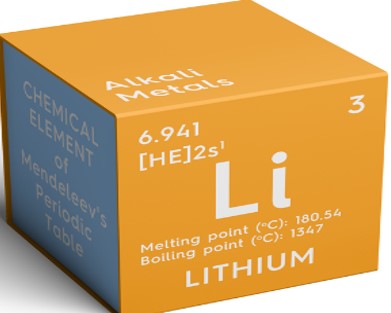 Alkali
Metals
CHEMICAL
ELEMENT
of
Mendeleev's
Periodic
Table
6.941
3
[HE]2s¹
Li
Melting point (°C): 180.54
Boiling point (°C): 1347
LITHIUM